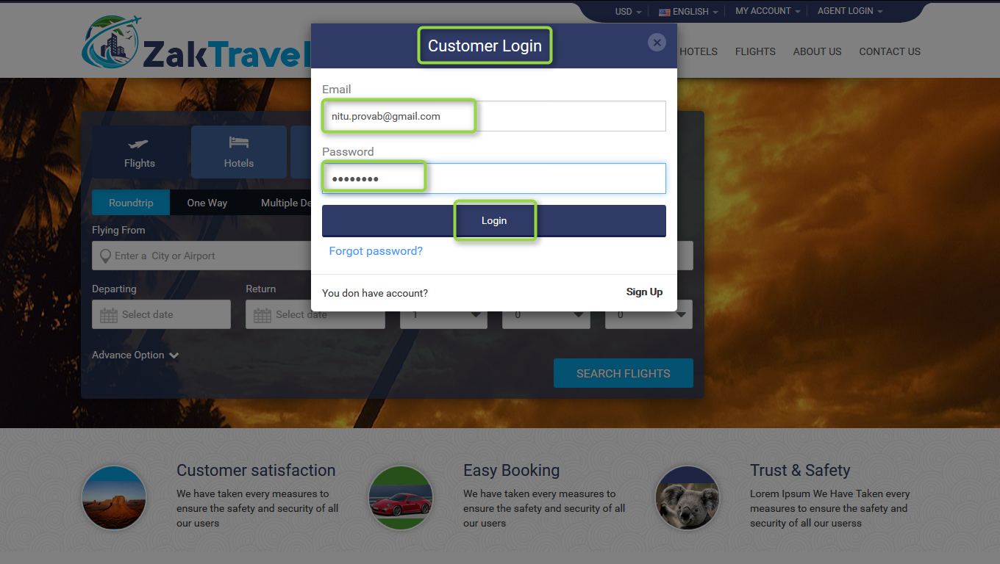 USD ENGLISH MY ACCOUNT AGENT LOGIN
ZakTravel
HOTELS FLIGHTS ABOUT US CONTACT US
Customer Login
Email
nitu.provab@gmail.com
Password
••••••••
Login
Forgot password?
You don have account?
Sign Up
Flights
Hotels
Roundtrip One Way Multiple De
Flying From
Enter a City or Airport
Departing Return
Select date Select date 1 0 0
Advance Option
SEARCH FLIGHTS
Customer satisfaction
We have taken every measures to
ensure the safety and security of all
our users
Easy Booking
We have taken every measures to
ensure the safety and security of all
our users
Trust & Safety
Lorem Ipsum We Have Taken every
measures to ensure the safety and
security of all our userss